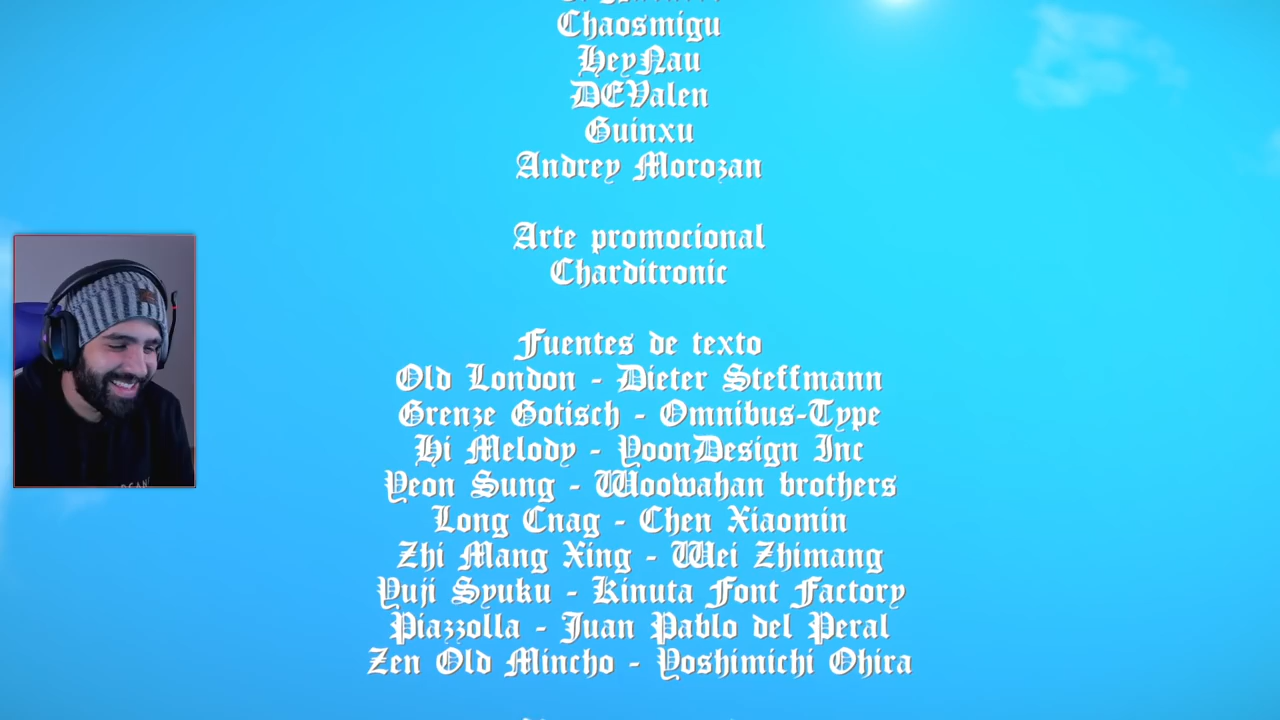 Chaosmigu
HeyNau
DEValen
Guinxu
Andrey Morozan
Arte promocional
Charditronic
Fuentes de texto
Old London - Dieter Steffmann
Grenze Gotisch - Omnibus-Type
Hi Melody - YoonDesign Inc
Yeon Sung - Woowahan brothers
Long Cnag - Chen Xiaomin
Zhi Mang Xing - Wei Zhimang
Yuji Syuku - Kinuta Font Factory
Piazzolla - Juan Pablo del Peral
Zen Old Mincho - Yoshimichi Ohira